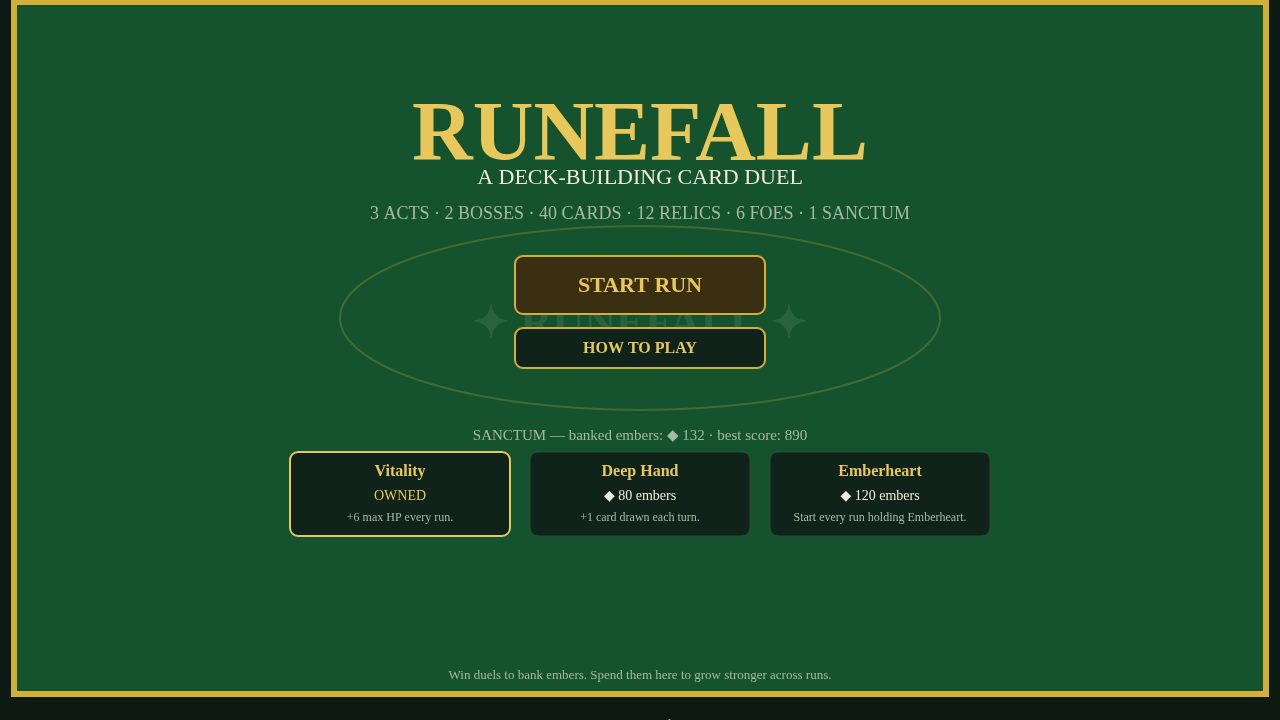 RUNEFALL
A DECK-BUILDING CARD DUEL
3 ACTS · 2 BOSSES · 40 CARDS · 12 RELICS · 6 FOES · 1 SANCTUM
START RUN
✦ RUNEFALL ✦
HOW TO PLAY
SANCTUM — banked embers: ◆ 132 · best score: 890
Vitality
OWNED
+6 max HP every run.
Deep Hand
◆ 80 embers
+1 card drawn each turn.
Emberheart
◆ 120 embers
Start every run holding Emberheart.
Win duels to bank embers. Spend them here to grow stronger across runs.